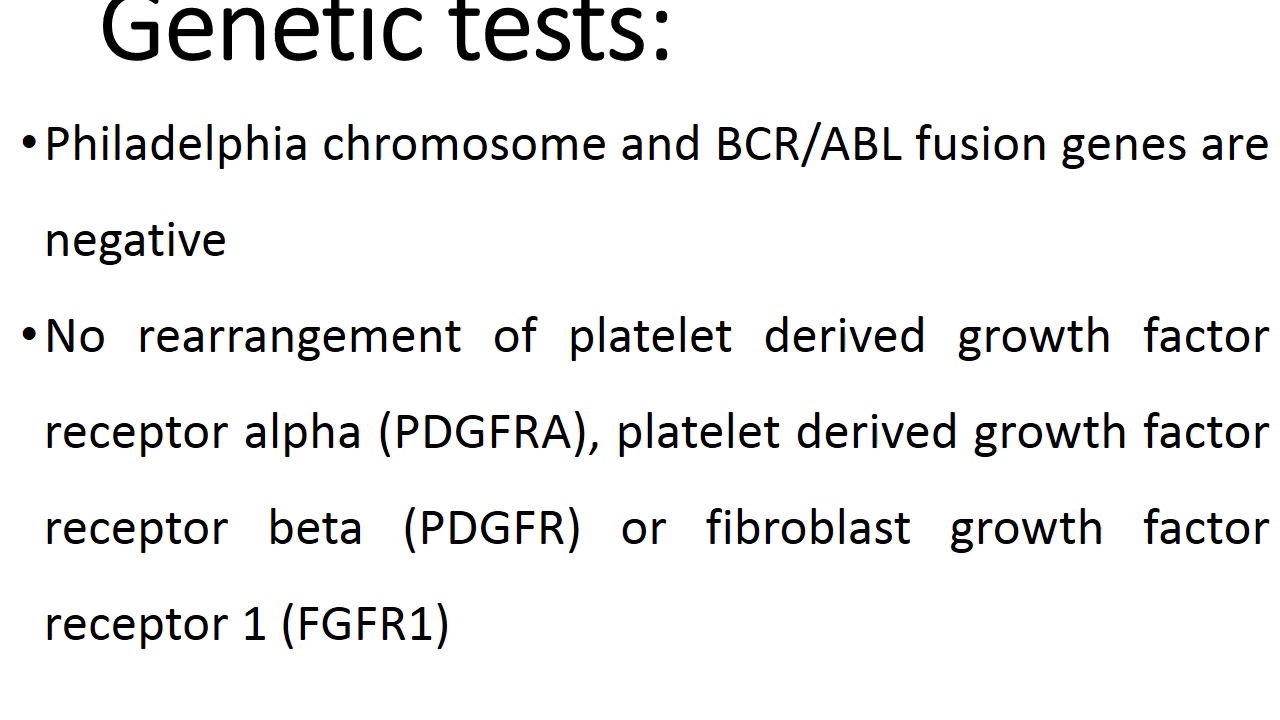 Genetic tests:
•Philadelphia chromosome and BCR/ABL fusion genes are
negative
•No rearrangement of platelet derived growth factor
receptor alpha (PDGFRA), platelet derived growth factor
receptor beta (PDGFR) or fibroblast growth factor
receptor 1 (FGFR1)